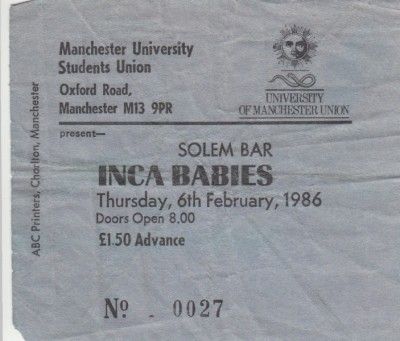 Manchester University
Students Union
Oxford Road,
Manchester M13 9PR
UNIVERSITY
OF MANCHESTER UNION
present—
SOLEM BAR
INCA BABIES
Thursday, 6th February, 1986
Doors Open 8.00
£1.50 Advance
Nº . 0027
ABC Printers, Chorlton, Manchester